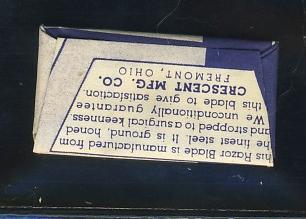 This Razor Blade is manufactured from
the finest steel. It is ground, honed
and stropped to a surgical keenness.
We unconditionally guarantee
this blade to give satisfaction.
CRESCENT MFG. CO.
FREMONT, OHIO